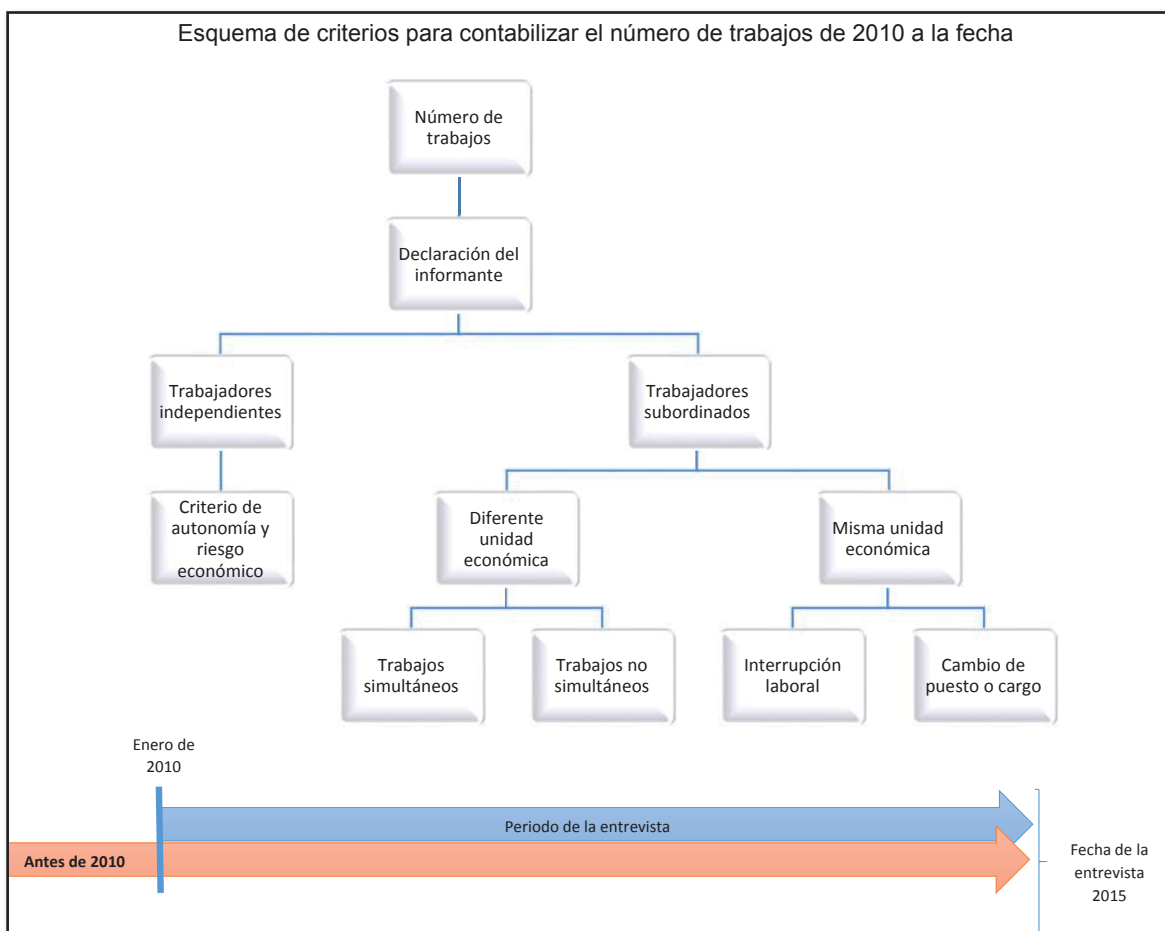 Esquema de criterios para contabilizar el número de trabajos de 2010 a la fecha
Número de
trabajos
Declaración del
informante
Trabajadores
independientes
Trabajadores
subordinados
Criterio de
autonomía y
riesgo
económico
Diferente
unidad
económica
Misma unidad
económica
Trabajos
simultáneos
Trabajos no
simultáneos
Interrupción
laboral
Cambio de
puesto o cargo
Enero de
2010
Periodo de la entrevista
Antes de 2010
Fecha de la
entrevista
2015